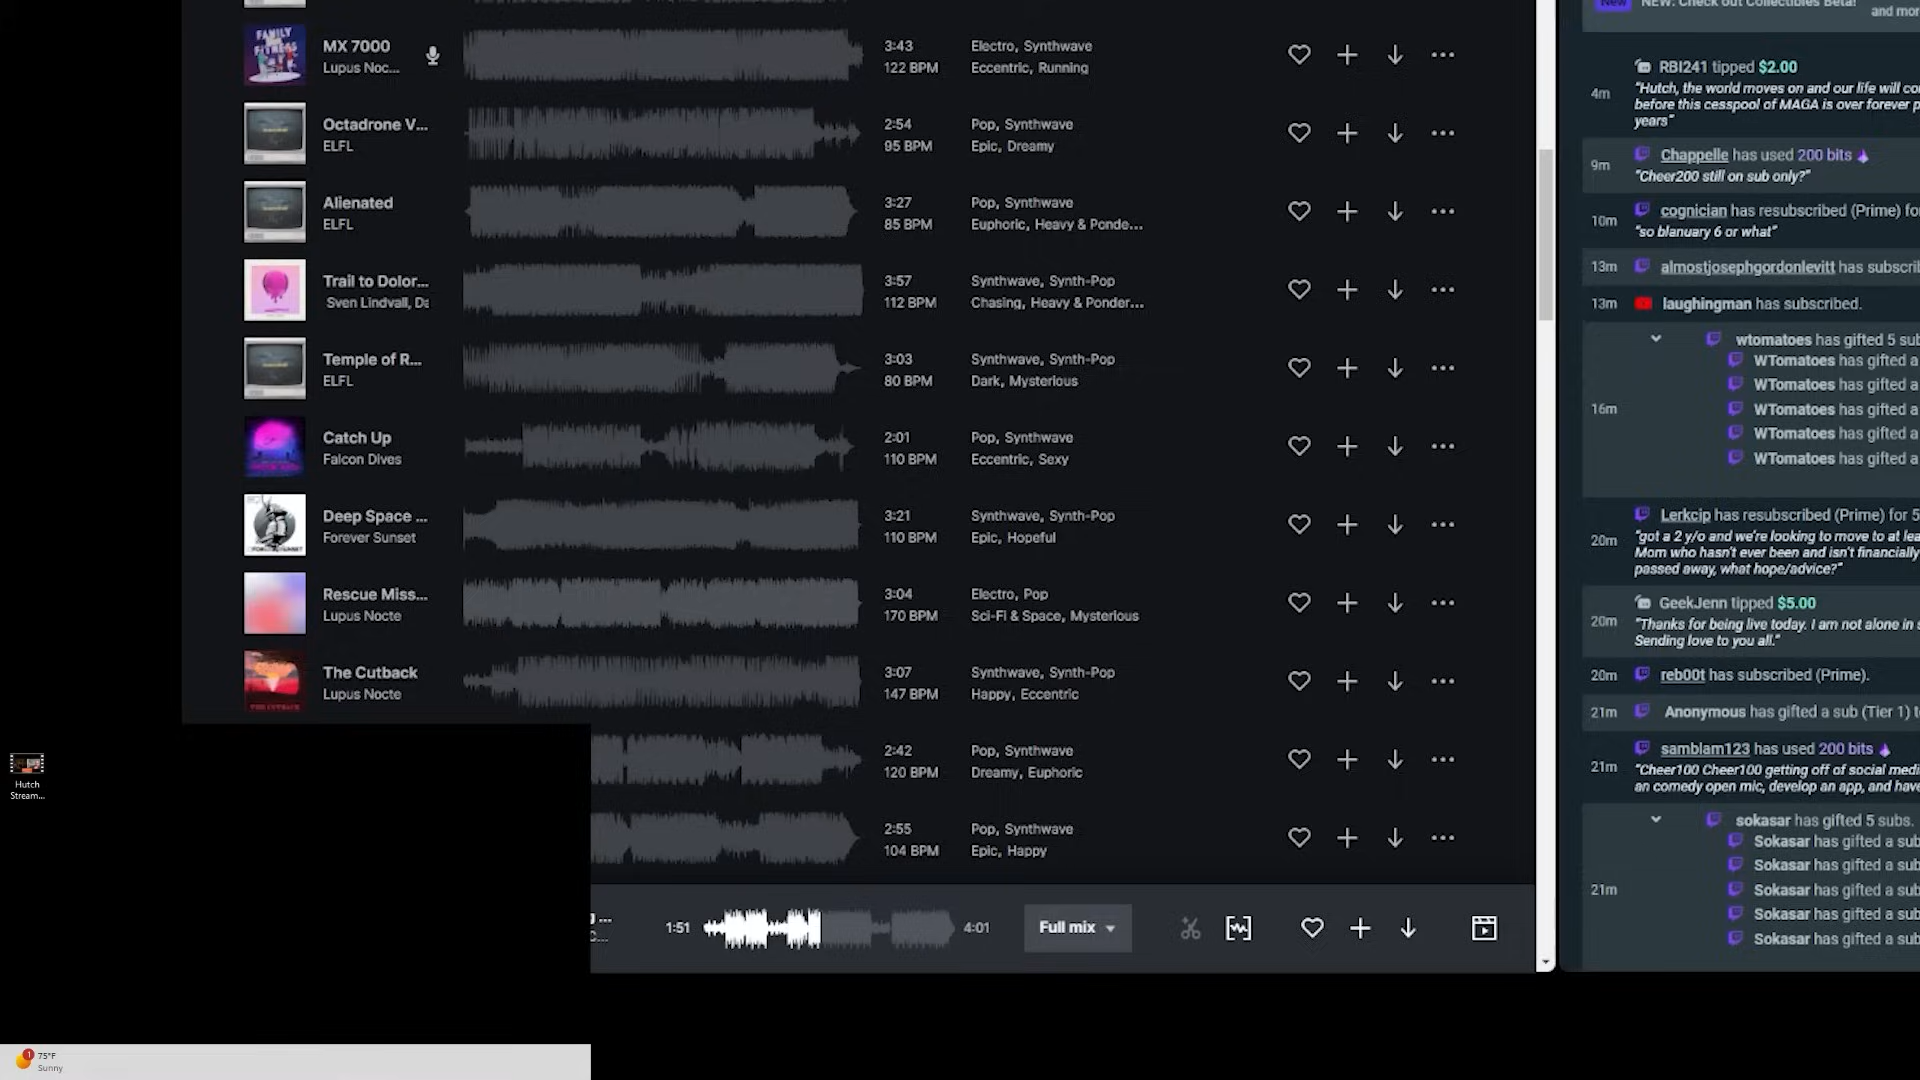 MX 7000
Lupus Noc...
3:43
122 BPM
Electro, Synthwave
Eccentric, Running
Octadrone V...
ELFL
2:54
95 BPM
Pop, Synthwave
Epic, Dreamy
Alienated
ELFL
3:27
85 BPM
Pop, Synthwave
Euphoric, Heavy & Ponde...
Trail to Dolor...
Sven Lindvall, Da
3:57
112 BPM
Synthwave, Synth-Pop
Chasing, Heavy & Ponder...
Temple of R...
ELFL
3:03
80 BPM
Synthwave, Synth-Pop
Dark, Mysterious
Catch Up
Falcon Dives
2:01
110 BPM
Pop, Synthwave
Eccentric, Sexy
Deep Space ...
Forever Sunset
3:21
110 BPM
Synthwave, Synth-Pop
Epic, Hopeful
Rescue Miss...
Lupus Nocte
3:04
170 BPM
Electro, Pop
Sci-Fi & Space, Mysterious
The Cutback
Lupus Nocte
3:07
147 BPM
Synthwave, Synth-Pop
Happy, Eccentric
2:42
120 BPM
Pop, Synthwave
Dreamy, Euphoric
2:55
104 BPM
Pop, Synthwave
Epic, Happy
1:51
4:01
Full mix
FAMILY
FITNESS
THE CUTBACK
Hutch
Stream...
1
75°F
Sunny
New
NEW: Check out Collectibles Beta!
and mor
4m
RBI241 tipped $2.00
"Hutch, the world moves on and our life will co
before this cesspool of MAGA is over forever p
years"
9m
Chappelle has used 200 bits
"Cheer200 still on sub only?"
10m
cognician has resubscribed (Prime) fo
"so blanuary 6 or what"
13m
almostjosephgordonlevitt has subscrib
13m
laughingman has subscribed.
16m
wtomatoes has gifted 5 sub
WTomatoes has gifted a
WTomatoes has gifted a
WTomatoes has gifted a
WTomatoes has gifted a
WTomatoes has gifted a
20m
Lerkcip has resubscribed (Prime) for 5
"got a 2 y/o and we're looking to move to at lea
Mom who hasn't ever been and isn't financially
passed away, what hope/advice?"
20m
GeekJenn tipped $5.00
"Thanks for being live today. I am not alone in s
Sending love to you all."
20m
reb00t has subscribed (Prime).
21m
Anonymous has gifted a sub (Tier 1) t
21m
samblam123 has used 200 bits
"Cheer100 Cheer100 getting off of social medi
an comedy open mic, develop an app, and have
21m
sokasar has gifted 5 subs.
Sokasar has gifted a sub
Sokasar has gifted a sub
Sokasar has gifted a sub
Sokasar has gifted a sub
Sokasar has gifted a sub